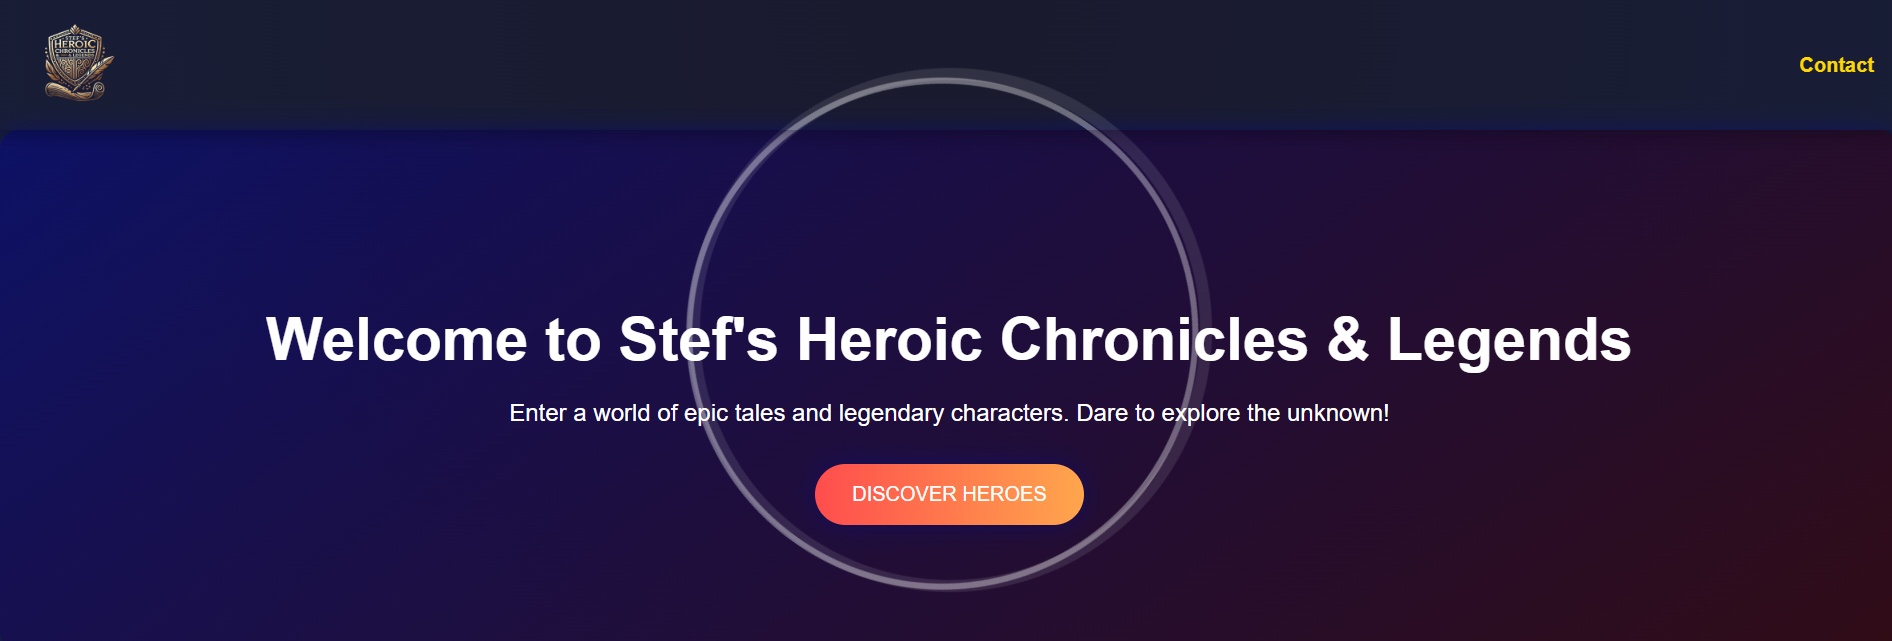 STEF'S
HEROIC
CHRONICLES
& LEGENDS
Contact
Welcome to Stef's Heroic Chronicles & Legends
Enter a world of epic tales and legendary characters. Dare to explore the unknown!
DISCOVER HEROES